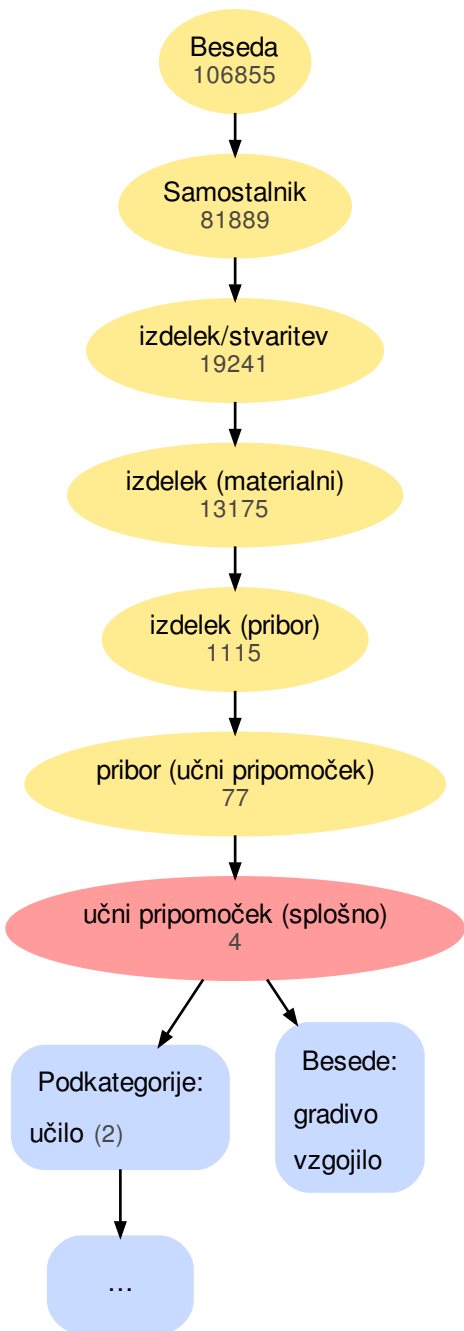 Beseda
106855
Samostalnik
81889
izdelek/stvaritev
19241
izdelek (materialni)
13175
izdelek (pribor)
1115
pribor (učni pripomoček)
77
učni pripomoček (splošno)
4
Podkategorije:
učilo (2)
Besede:
gradivo
vzgojilo
...